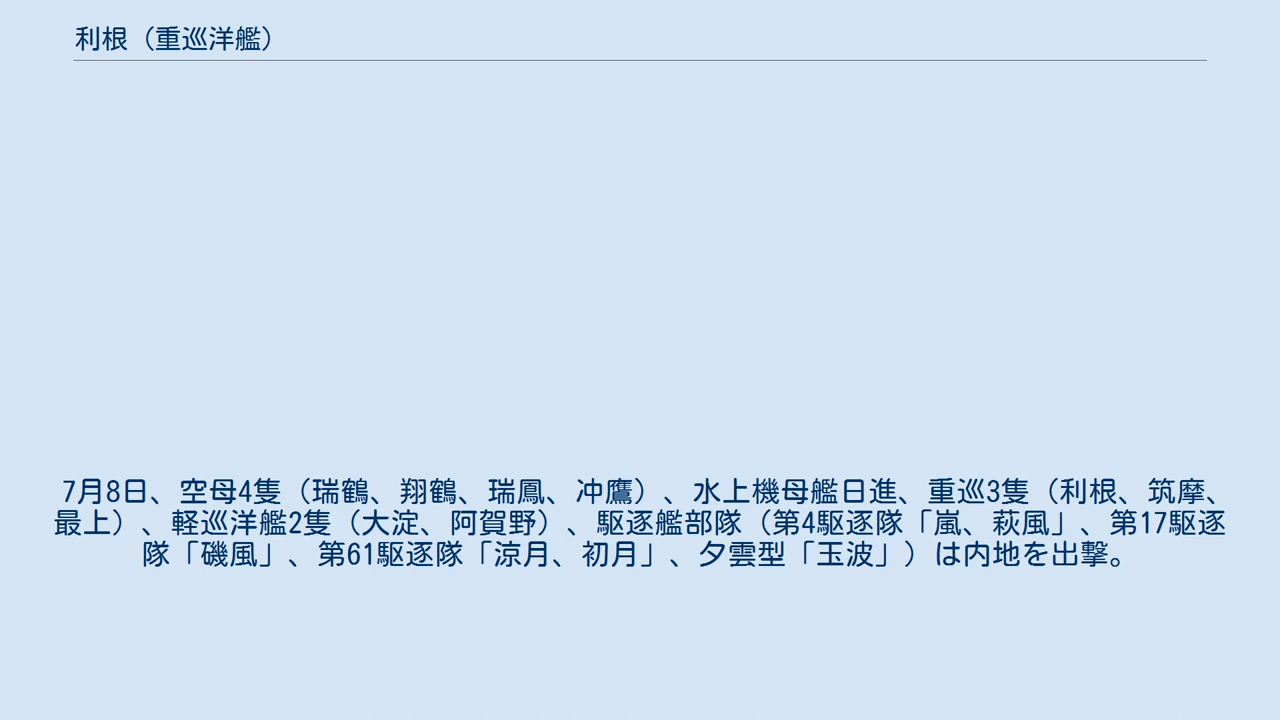 利根（重巡洋艦）
7月8日、空母4隻（瑞鶴、翔鶴、瑞鳳、冲鷹）、水上機母艦日進、重巡3隻（利根、筑摩、
最上）、軽巡洋艦2隻（大淀、阿賀野）、駆逐艦部隊（第4駆逐隊「嵐、萩風」、第17駆逐
隊「磯風」、第61駆逐隊「涼月、初月」、夕雲型「玉波」）は内地を出撃。